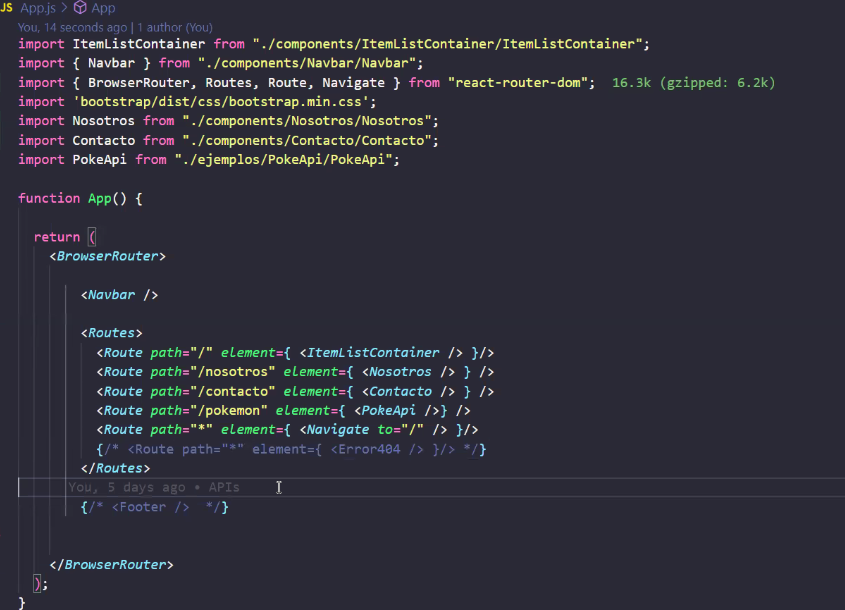 JS App.js > App
You, 14 seconds ago | 1 author (You)
import ItemListContainer from "./components/ItemListContainer/ItemListContainer";
import { Navbar } from "./components/Navbar/Navbar";
import { BrowserRouter, Routes, Route, Navigate } from "react-router-dom"; 16.3k (gzipped: 6.2k)
import 'bootstrap/dist/css/bootstrap.min.css';
import Nosotros from "./components/Nosotros/Nosotros";
import Contacto from "./components/Contacto/Contacto";
import PokeApi from "./ejemplos/PokeApi/PokeApi";
function App() {
return (
<BrowserRouter>
<Navbar />
<Routes>
<Route path="/" element={ <ItemListContainer /> }/>
<Route path="/nosotros" element={ <Nosotros /> } />
<Route path="/contacto" element={ <Contacto /> } />
<Route path="/pokemon" element={ <PokeApi />} />
<Route path="*" element={ <Navigate to="/" /> }/>
{/* <Route path="*" element={ <Error404 /> }/> */}
</Routes>
You, 5 days ago • APIs
{/* <Footer />  */}
</BrowserRouter>
);
}